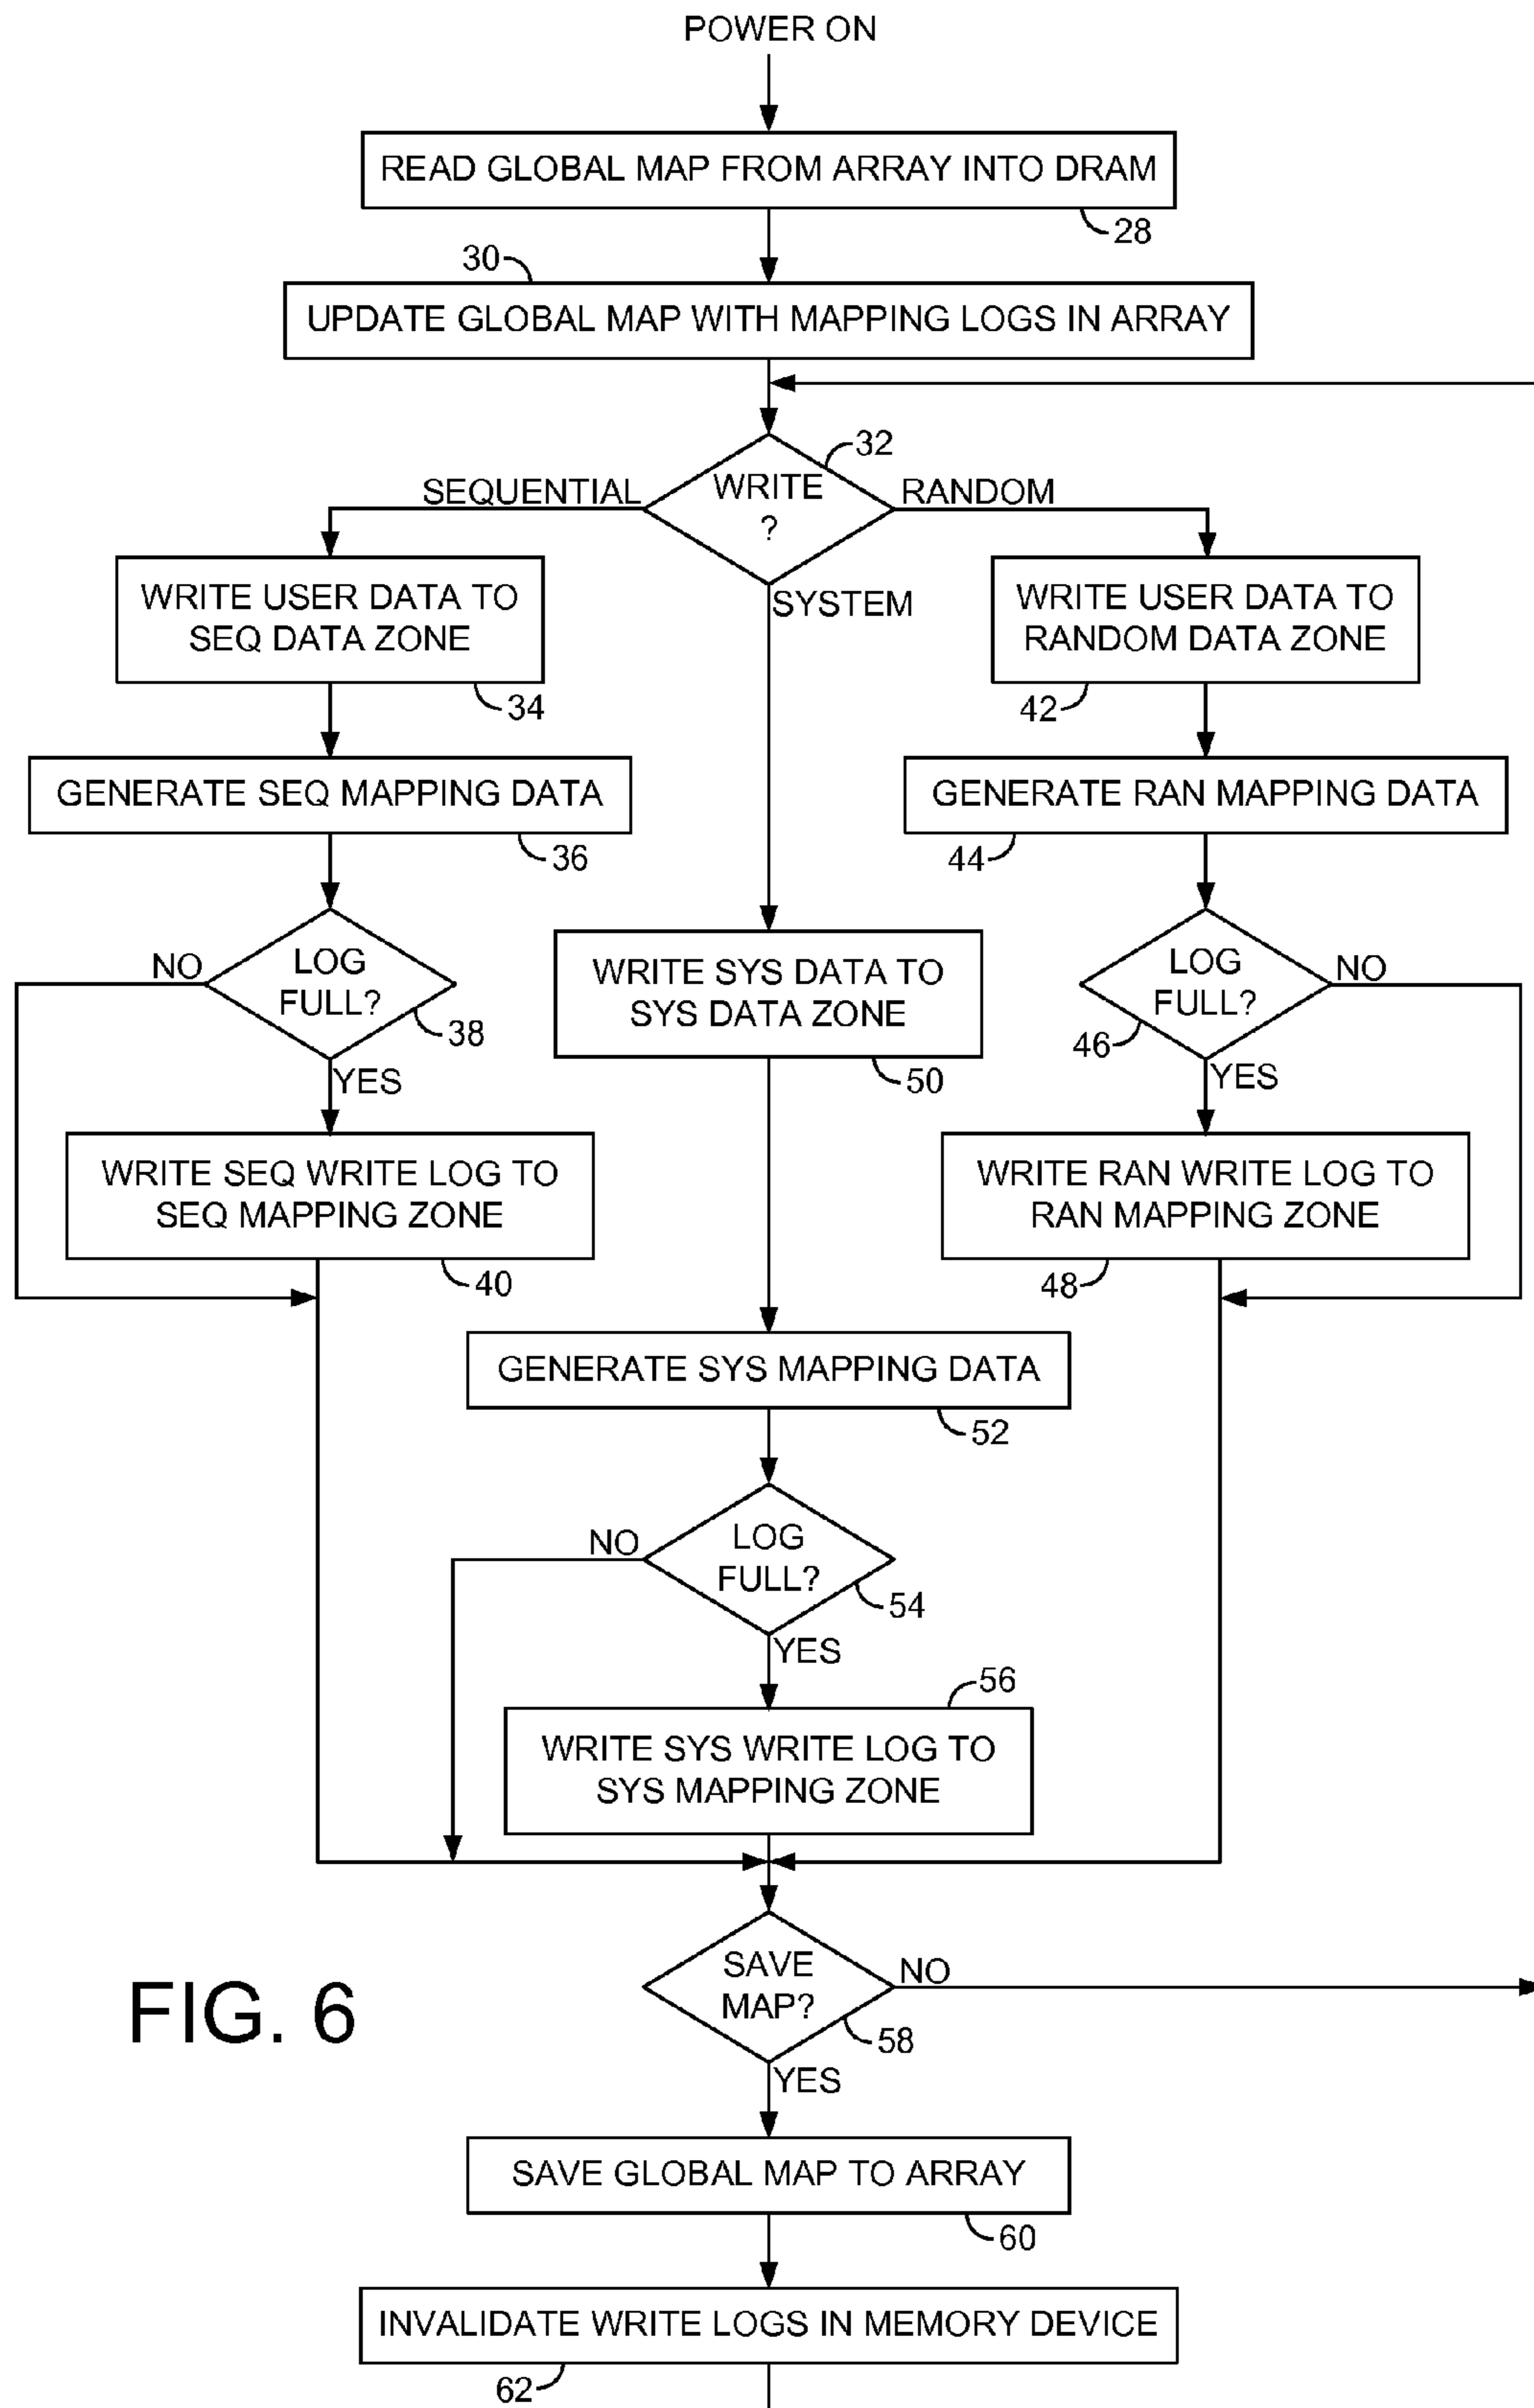 POWER ON
READ GLOBAL MAP FROM ARRAY INTO DRAM
28
30
UPDATE GLOBAL MAP WITH MAPPING LOGS IN ARRAY
32
SEQUENTIAL
WRITE
?
RANDOM
SYSTEM
WRITE USER DATA TO
SEQ DATA ZONE
34
WRITE USER DATA TO
RANDOM DATA ZONE
42
GENERATE SEQ MAPPING DATA
36
GENERATE RAN MAPPING DATA
44
NO
LOG
FULL?
38
YES
WRITE SYS DATA TO
SYS DATA ZONE
50
LOG
FULL?
NO
46
YES
WRITE SEQ WRITE LOG TO
SEQ MAPPING ZONE
40
WRITE RAN WRITE LOG TO
RAN MAPPING ZONE
48
GENERATE SYS MAPPING DATA
52
NO
LOG
FULL?
54
YES
56
WRITE SYS WRITE LOG TO
SYS MAPPING ZONE
SAVE
MAP?
NO
58
YES
FIG. 6
SAVE GLOBAL MAP TO ARRAY
60
INVALIDATE WRITE LOGS IN MEMORY DEVICE
62